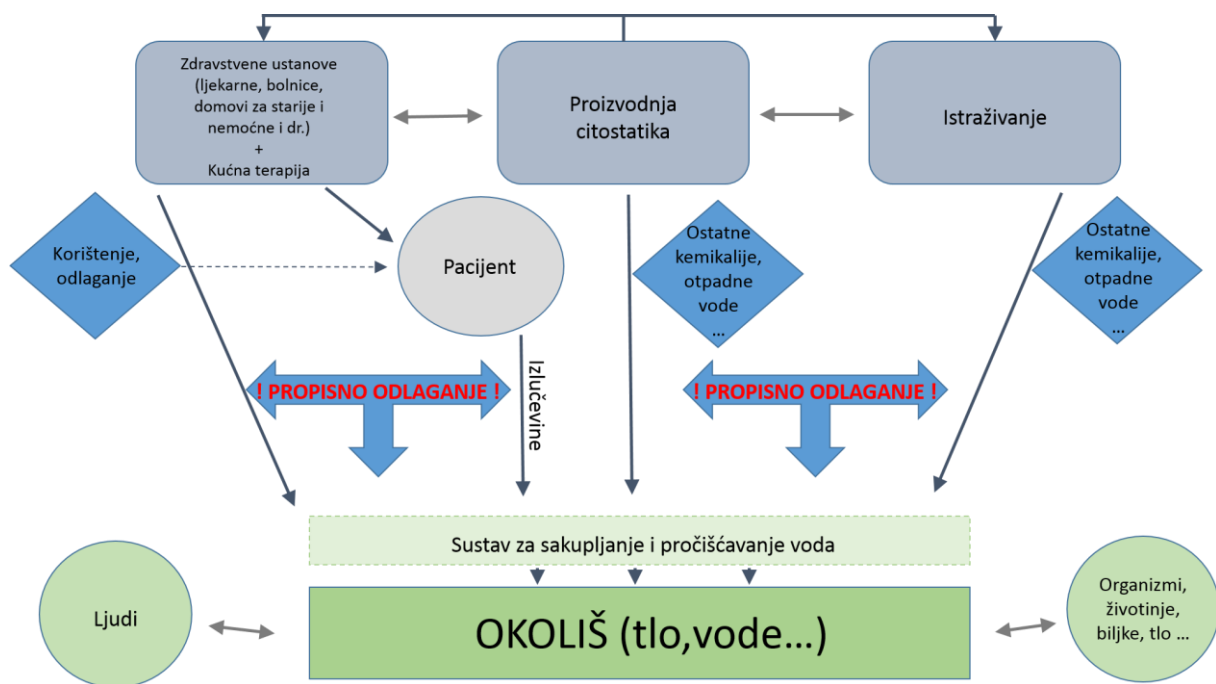 Zdravstvene ustanove
(ljekarne, bolnice,
domovi za starije i
nemoćne i dr.)
+
Kućna terapija
Proizvodnja
citostatika
Istraživanje
Korištenje,
odlaganje
Pacijent
Ostatne
kemikalije,
otpadne
vode
...
Ostatne
kemikalije,
otpadne
vode
...
! PROPISNO ODLAGANJE !
Izlučevine
! PROPISNO ODLAGANJE !
Sustav za sakupljanje i pročišćavanje voda
Ljudi
OKOLIŠ (tlo,vode...)
Organizmi,
životinje,
biljke, tlo ...